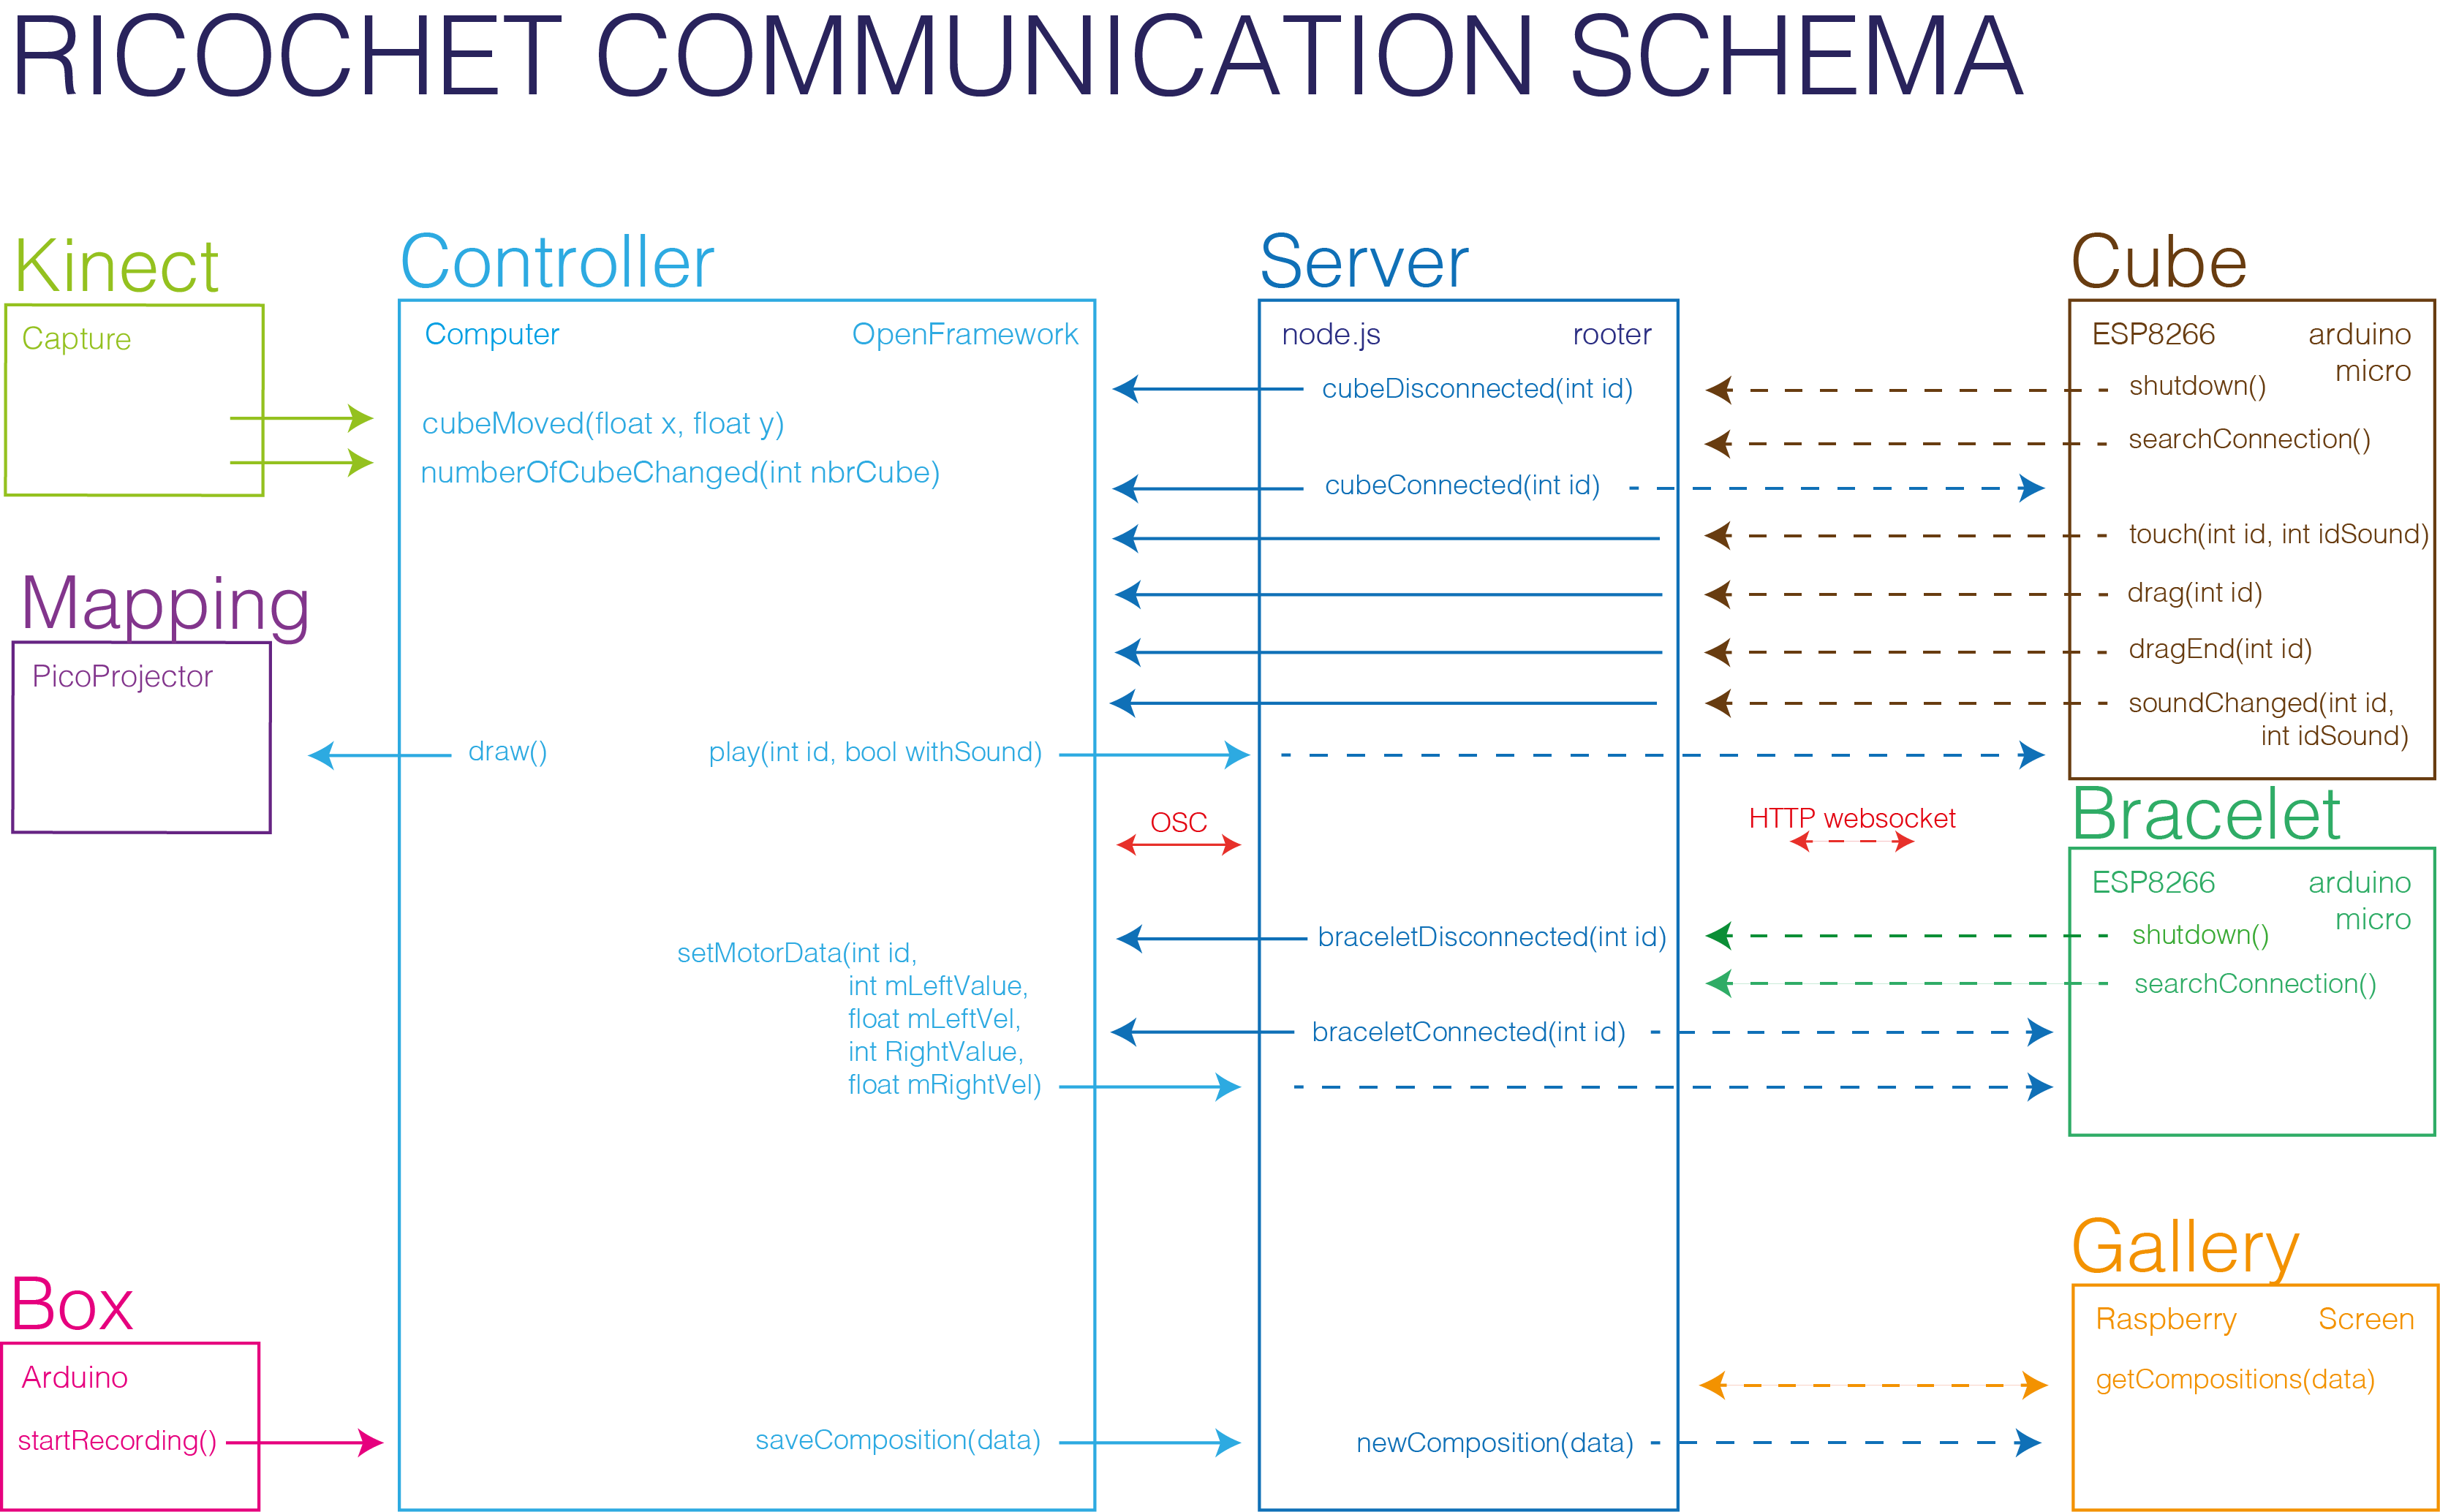 RICOCHET COMMUNICATION SCHEMA
Kinect
Capture
Mapping
PicoProjector
Box
Arduino
startRecording()
Controller
Computer
OpenFramework
cubeMoved(float x, float y)
numberOfCubeChanged(int nbrCube)
draw()
play(int id, bool withSound)
OSC
setMotorData(int id,
int mLeftValue,
float mLeftVel,
int RightValue,
float mRightVel)
saveComposition(data)
Server
node.js
rooter
cubeDisconnected(int id)
cubeConnected(int id)
braceletDisconnected(int id)
braceletConnected(int id)
newComposition(data)
HTTP websocket
Cube
ESP8266
arduino
micro
shutdown()
searchConnection()
touch(int id, int idSound)
drag(int id)
dragEnd(int id)
soundChanged(int id,
int idSound)
Bracelet
ESP8266
arduino
micro
shutdown()
searchConnection()
Gallery
Raspberry
Screen
getCompositions(data)